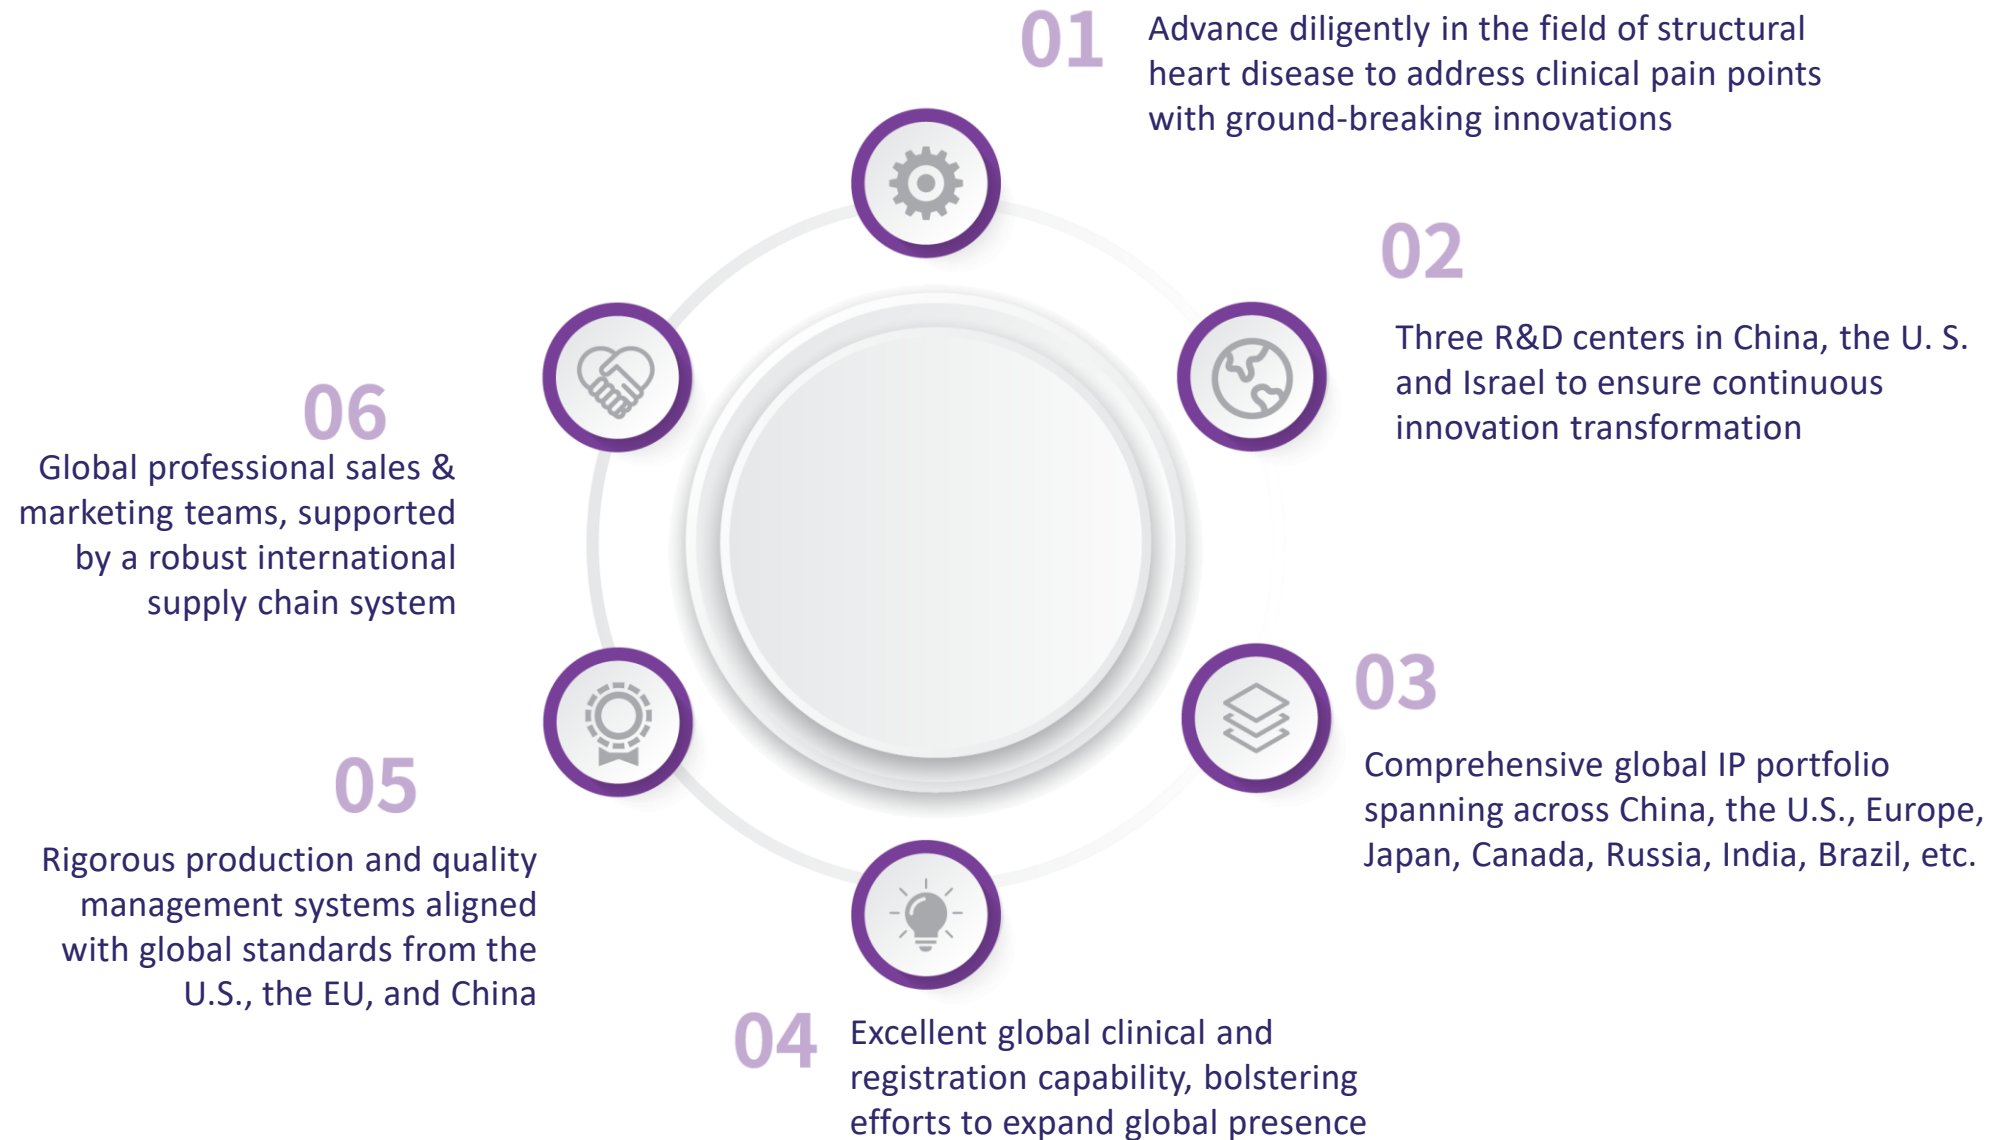 01
Advance diligently in the field of structural
heart disease to address clinical pain points
with ground-breaking innovations
02
Three R&D centers in China, the U. S.
and Israel to ensure continuous
innovation transformation
03
Comprehensive global IP portfolio
spanning across China, the U.S., Europe,
Japan, Canada, Russia, India, Brazil, etc.
04
Excellent global clinical and
registration capability, bolstering
efforts to expand global presence
05
Rigorous production and quality
management systems aligned
with global standards from the
U.S., the EU, and China
06
Global professional sales &
marketing teams, supported
by a robust international
supply chain system